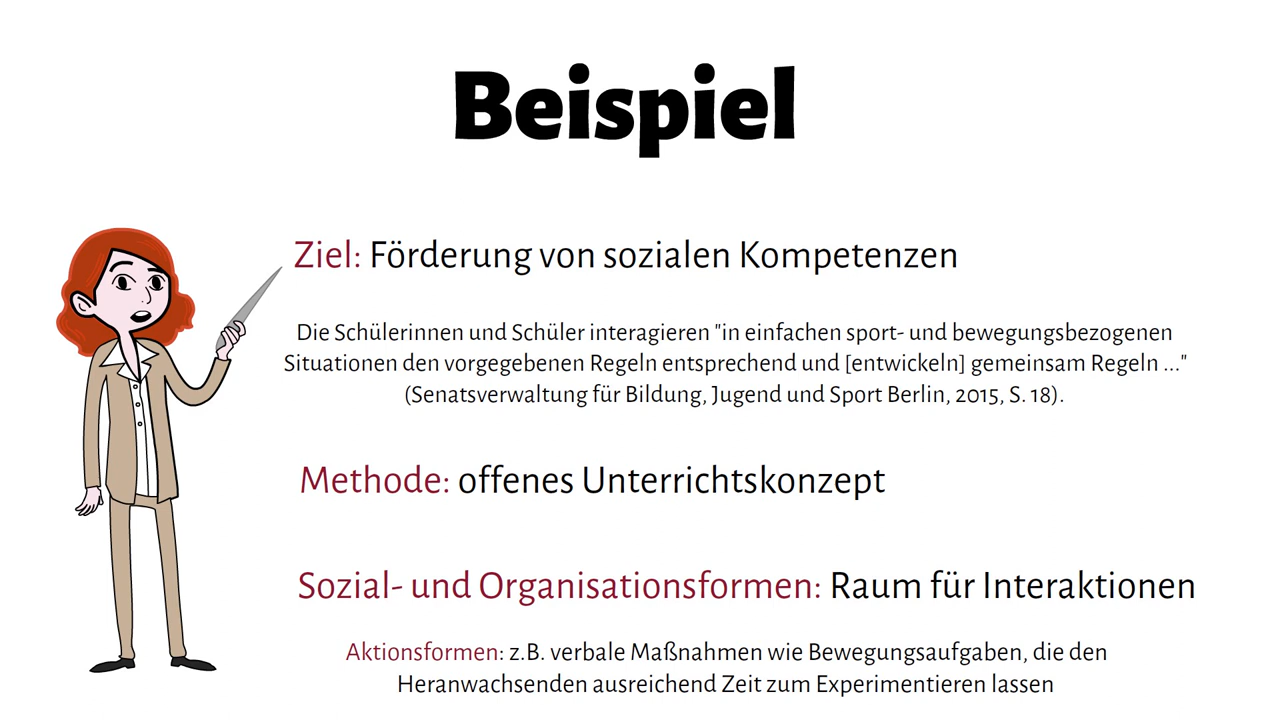 Beispiel
Ziel: Förderung von sozialen Kompetenzen
Die Schülerinnen und Schüler interagieren "in einfachen sport- und bewegungsbezogenen
Situationen den vorgegebenen Regeln entsprechend und [entwickeln] gemeinsam Regeln ..."
(Senatsverwaltung für Bildung, Jugend und Sport Berlin, 2015, S. 18).
Methode: offenes Unterrichtskonzept
Sozial- und Organisationsformen: Raum für Interaktionen
Aktionsformen: z.B. verbale Maßnahmen wie Bewegungsaufgaben, die den
Heranwachsenden ausreichend Zeit zum Experimentieren lassen